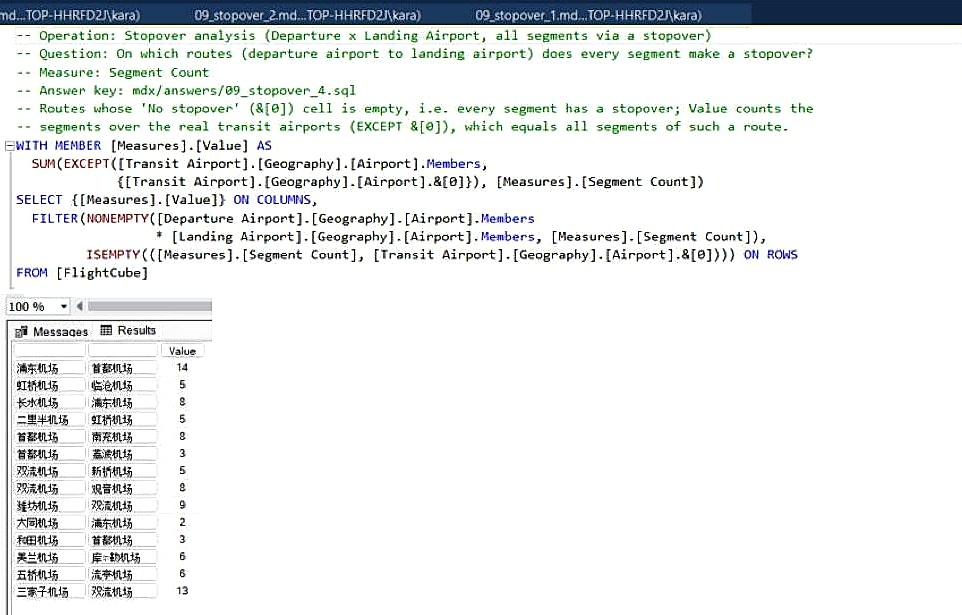 md...TOP-HHRFD2J\kara) 09_stopover_2.md...TOP-HHRFD2J\kara) 09_stopover_1.md...TOP-HHRFD2J\kara)
-- Operation: Stopover analysis (Departure x Landing Airport, all segments via a stopover)
-- Question: On which routes (departure airport to landing airport) does every segment make a stopover?
-- Measure: Segment Count
-- Answer key: mdx/answers/09_stopover_4.sql
-- Routes whose 'No stopover' (&[0]) cell is empty, i.e. every segment has a stopover; Value counts the
-- segments over the real transit airports (EXCEPT &[0]), which equals all segments of such a route.
WITH MEMBER [Measures].[Value] AS
SUM(EXCEPT([Transit Airport].[Geography].[Airport].Members,
{[Transit Airport].[Geography].[Airport].&[0]}), [Measures].[Segment Count])
SELECT {[Measures].[Value]} ON COLUMNS,
FILTER(NONEMPTY([Departure Airport].[Geography].[Airport].Members
* [Landing Airport].[Geography].[Airport].Members, [Measures].[Segment Count]),
ISEMPTY(([Measures].[Segment Count], [Transit Airport].[Geography].[Airport].&[0]))) ON ROWS
FROM [FlightCube]
100 %
Messages Results
Value
浦东机场 首都机场 14
虹桥机场 临沧机场 5
长水机场 浦东机场 8
二里半机场 虹桥机场 5
首都机场 南充机场 8
首都机场 3
双流机场 新桥机场 5
双流机场 观音机场 8
潍坊机场 双流机场 9
大同机场 浦东机场 2
和田机场 首都机场 3
美兰机场 6
五桥机场 流亭机场 6
三家子机场 双流机场 13